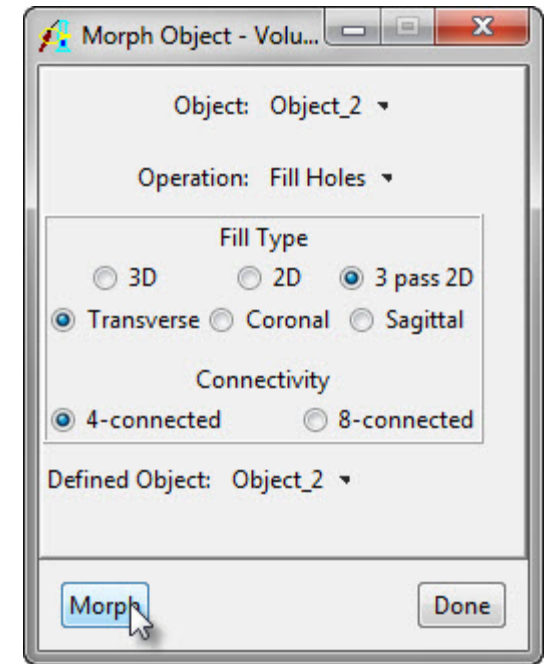 Morph Object - Volu...
Object: Object_2
Operation: Fill Holes
Fill Type
3D 2D 3 pass 2D
Transverse Coronal Sagittal
Connectivity
4-connected 8-connected
Defined Object: Object_2
Morph Done